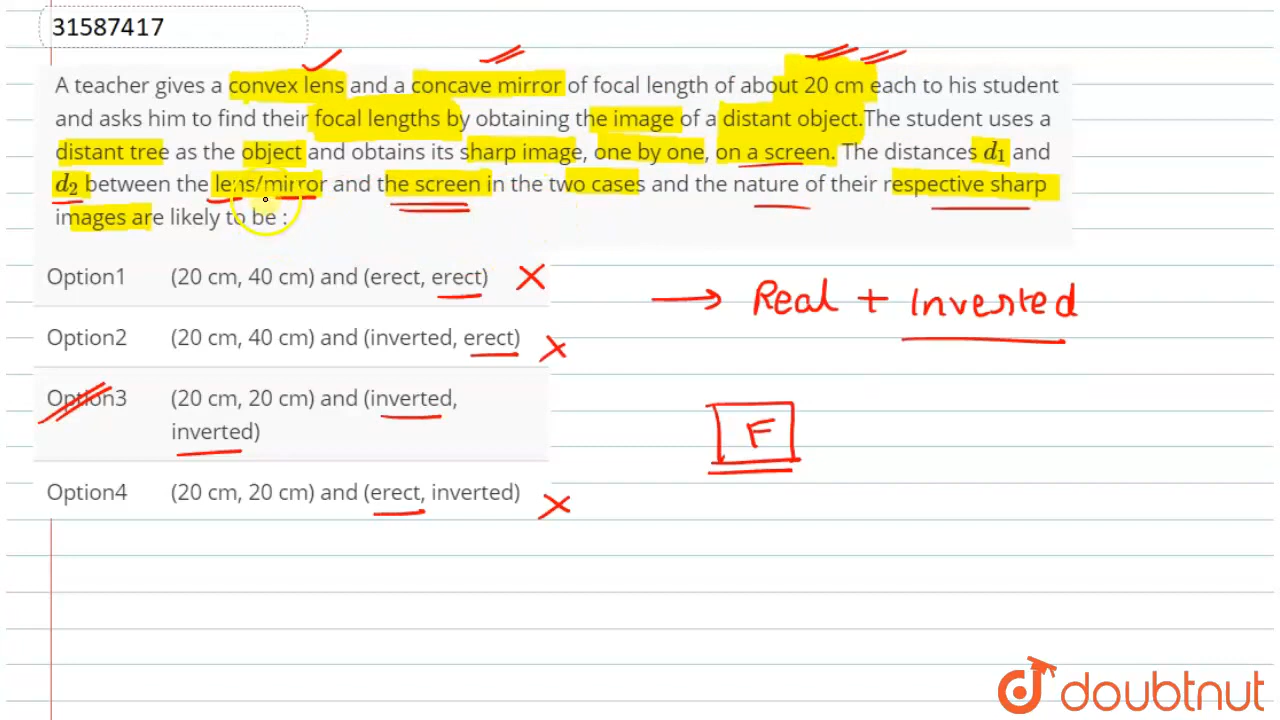 31587417
A teacher gives a convex lens and a concave mirror of focal length of about 20 cm each to his student
and asks him to find their focal lengths by obtaining the image of a distant object.The student uses a
distant tree as the object and obtains its sharp image, one by one, on a screen. The distances d₁ and
d₂ between the lens/mirror and the screen in the two cases and the nature of their respective sharp
images are likely to be :
Option1 (20 cm, 40 cm) and (erect, erect)
→ Real + Inverted
Option2 (20 cm, 40 cm) and (inverted, erect)
Option3 (20 cm, 20 cm) and (inverted,
inverted)
F
Option4 (20 cm, 20 cm) and (erect, inverted)
doubtnut